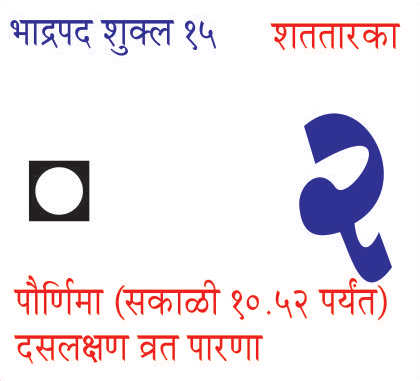 भाद्रपद शुक्ल १५ शततारका
२
पौर्णिमा (सकाळी १०.५२ पर्यंत)
दसलक्षण व्रत पारणा